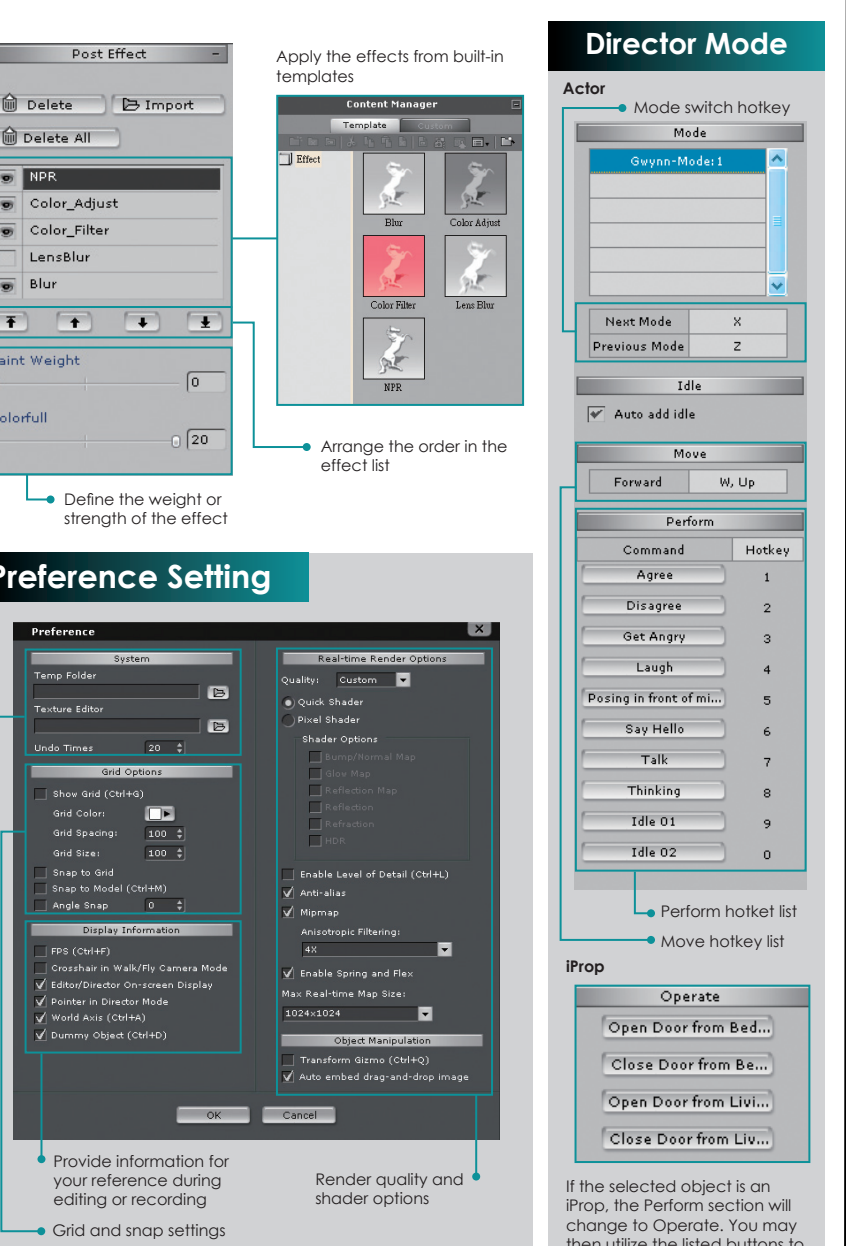 Post Effect
Delete
Import
Delete All
NPR
Color_Adjust
Color_Filter
LensBlur
Blur
aint Weight
0
olorfull
20
Define the weight or
strength of the effect
Apply the effects from built-in
templates
Content Manager
Template
Custom
Effect
Blur
Color Adjust
Color Filter
Lens Blur
NPR
Arrange the order in the
effect list
Preference Setting
Preference
System
Temp Folder
Texture Editor
Undo Times 20
Grid Options
Show Grid (Ctrl+G)
Grid Color:
Grid Spacing: 100
Grid Size: 100
Snap to Grid
Snap to Model (Ctrl+M)
Angle Snap 0
Display Information
FPS (Ctrl+F)
Crosshair in Walk/Fly Camera Mode
Editor/Director On-screen Display
Pointer in Director Mode
World Axis (Ctrl+A)
Dummy Object (Ctrl+D)
Real-time Render Options
Quality: Custom
Quick Shader
Pixel Shader
Shader Options
Bump/Normal Map
Glow Map
Reflection Map
Reflection
Refraction
HDR
Enable Level of Detail (Ctrl+L)
Anti-alias
Mipmap
Anisotropic Filtering:
4X
Enable Spring and Flex
Max Real-time Map Size:
1024x1024
Object Manipulation
Transform Gizmo (Ctrl+Q)
Auto embed drag-and-drop image
OK
Cancel
Provide information for
your reference during
editing or recording
Grid and snap settings
Render quality and
shader options
Director Mode
Actor
Mode switch hotkey
Mode
Gwynn-Mode:1
Next Mode X
Previous Mode Z
Idle
Auto add idle
Move
Forward W, Up
Perform
Command Hotkey
Agree 1
Disagree 2
Get Angry 3
Laugh 4
Posing in front of mi... 5
Say Hello 6
Talk 7
Thinking 8
Idle 01 9
Idle 02 0
Perform hotket list
Move hotkey list
iProp
Operate
Open Door from Bed...
Close Door from Be...
Open Door from Livi...
Close Door from Liv...
If the selected object is an
iProp, the Perform section will
change to Operate. You may
then utilize the listed buttons to